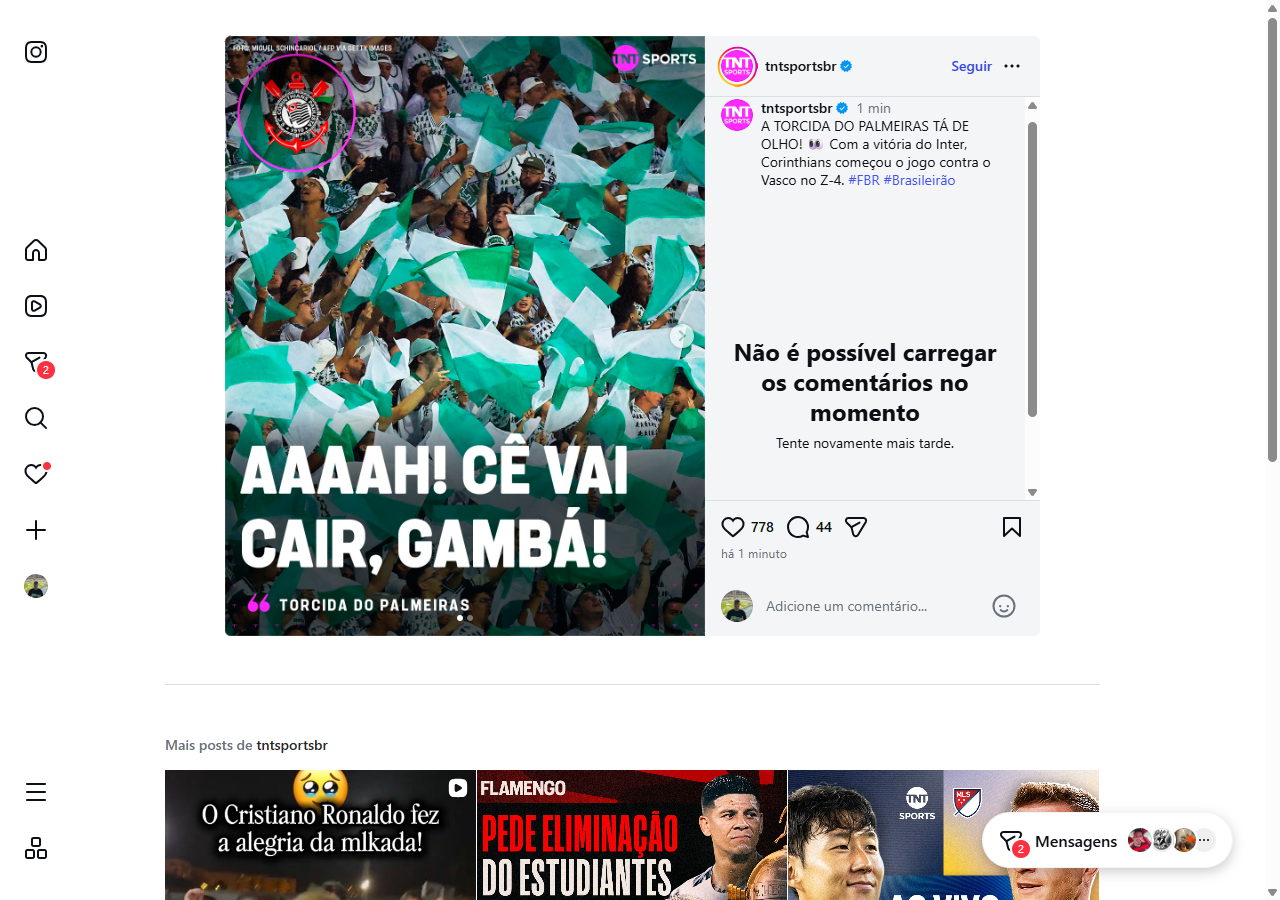 FOTO: MIGUEL SCHINCARIOL / AFP VIA GETTY IMAGES
TNT SPORTS
AAAAH! CÊ VAI
CAIR, GAMBÁ!
TORCIDA DO PALMEIRAS
tntsportsbr
Seguir
tntsportsbr 1 min
A TORCIDA DO PALMEIRAS TÁ DE
OLHO! 👀 Com a vitória do Inter,
Corinthians começou o jogo contra o
Vasco no Z-4. #FBR #Brasileirão
Não é possível carregar
os comentários no
momento
Tente novamente mais tarde.
778
44
há 1 minuto
Adicione um comentário...
2
Mais posts de tntsportsbr
O Cristiano Ronaldo fez
a alegria da mlkada!
FLAMENGO
PEDE ELIMINAÇÃO
DO ESTUDIANTES
TNT
SPORTS
MLS
AO VIVO
2
Mensagens